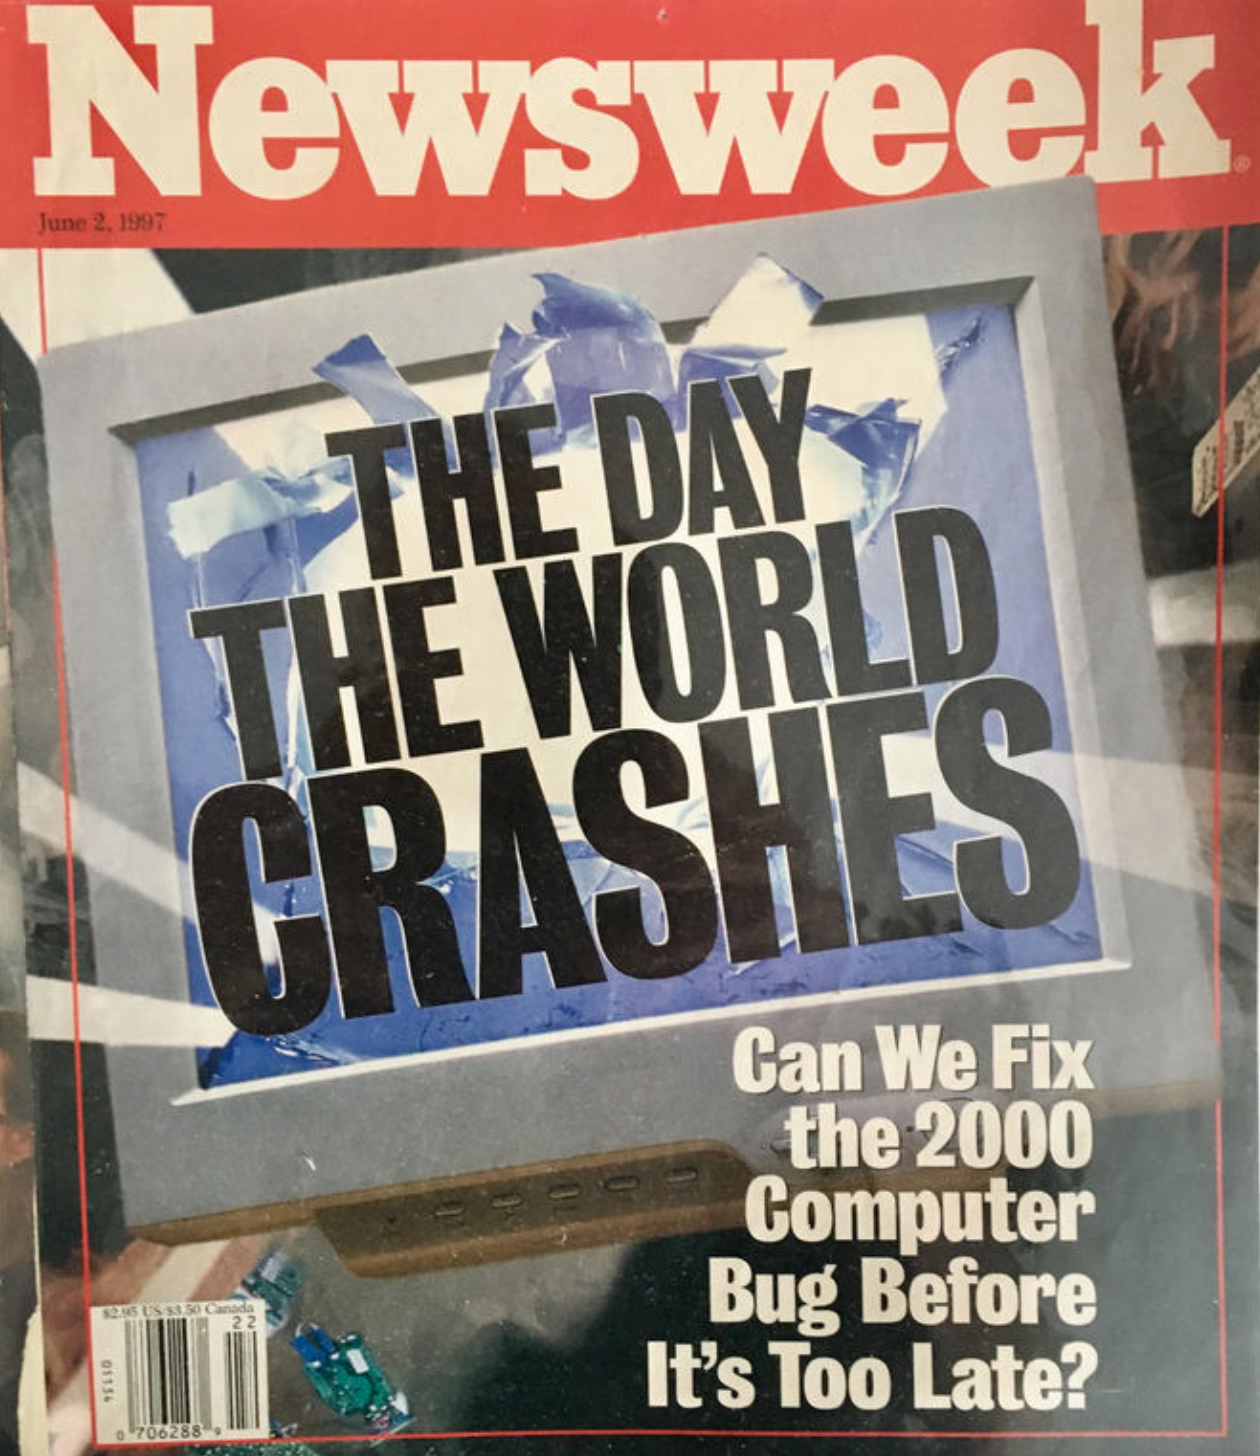 Newsweek®
June 2, 1997
THE DAY
THE WORLD
CRASHES
Can We Fix
the 2000
Computer
Bug Before
It's Too Late?
$2.95 US/$3.50 Canada
22
01134
0 706288 9